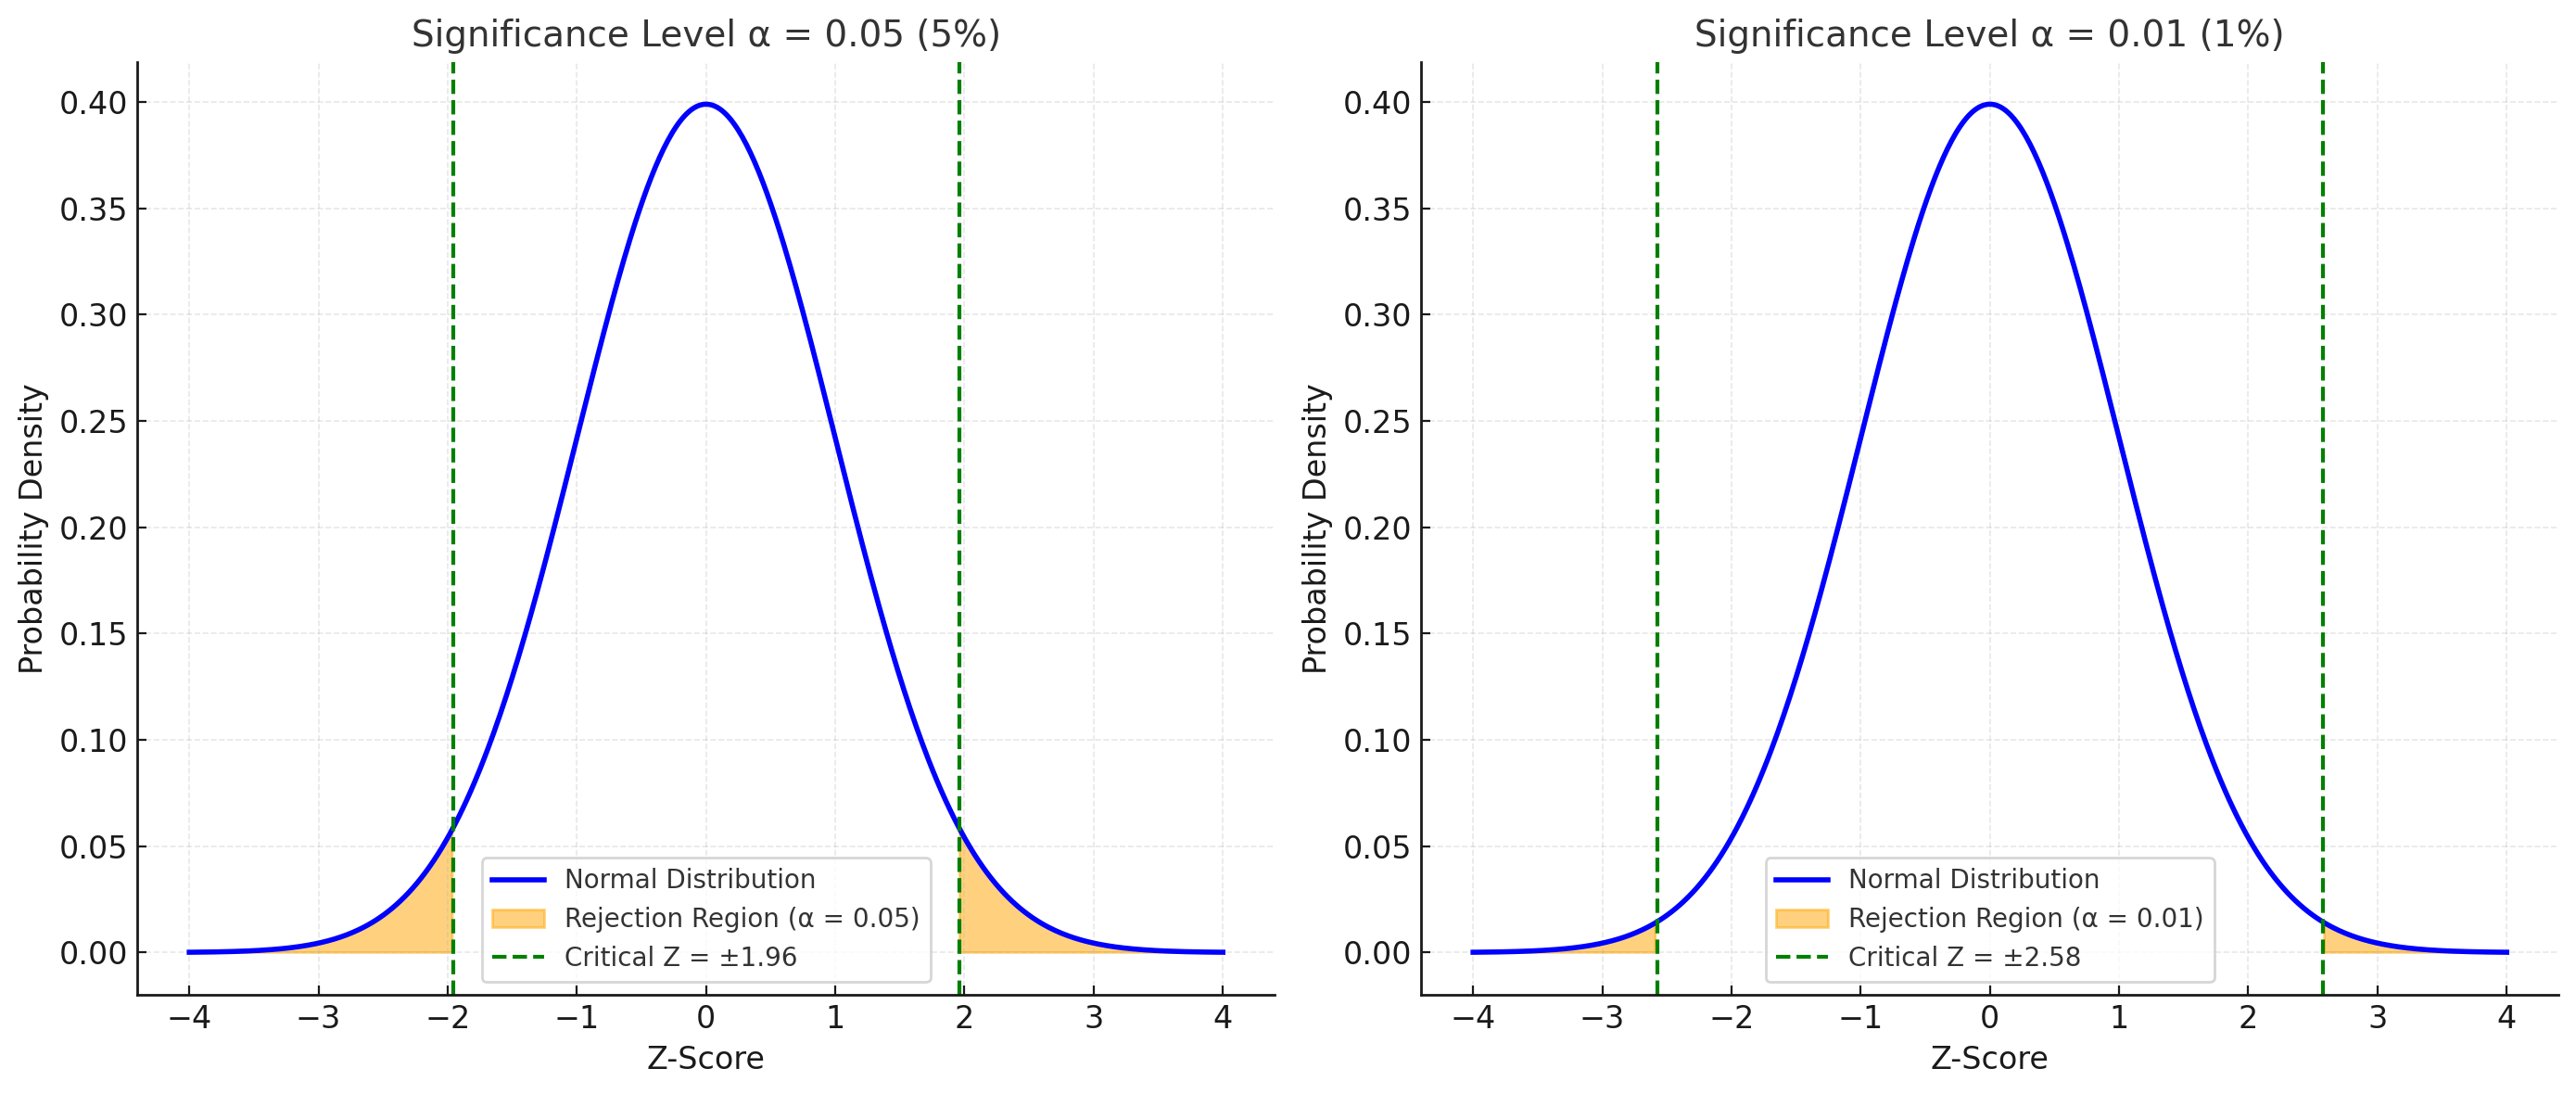 Significance Level α = 0.05 (5%)
Probability Density
0.40
0.35
0.30
0.25
0.20
0.15
0.10
0.05
0.00
Normal Distribution
Rejection Region (α = 0.05)
Critical Z = ±1.96
−4 −3 −2 −1 0 1 2 3 4
Z-Score
Significance Level α = 0.01 (1%)
Probability Density
0.40
0.35
0.30
0.25
0.20
0.15
0.10
0.05
0.00
Normal Distribution
Rejection Region (α = 0.01)
Critical Z = ±2.58
−4 −3 −2 −1 0 1 2 3 4
Z-Score